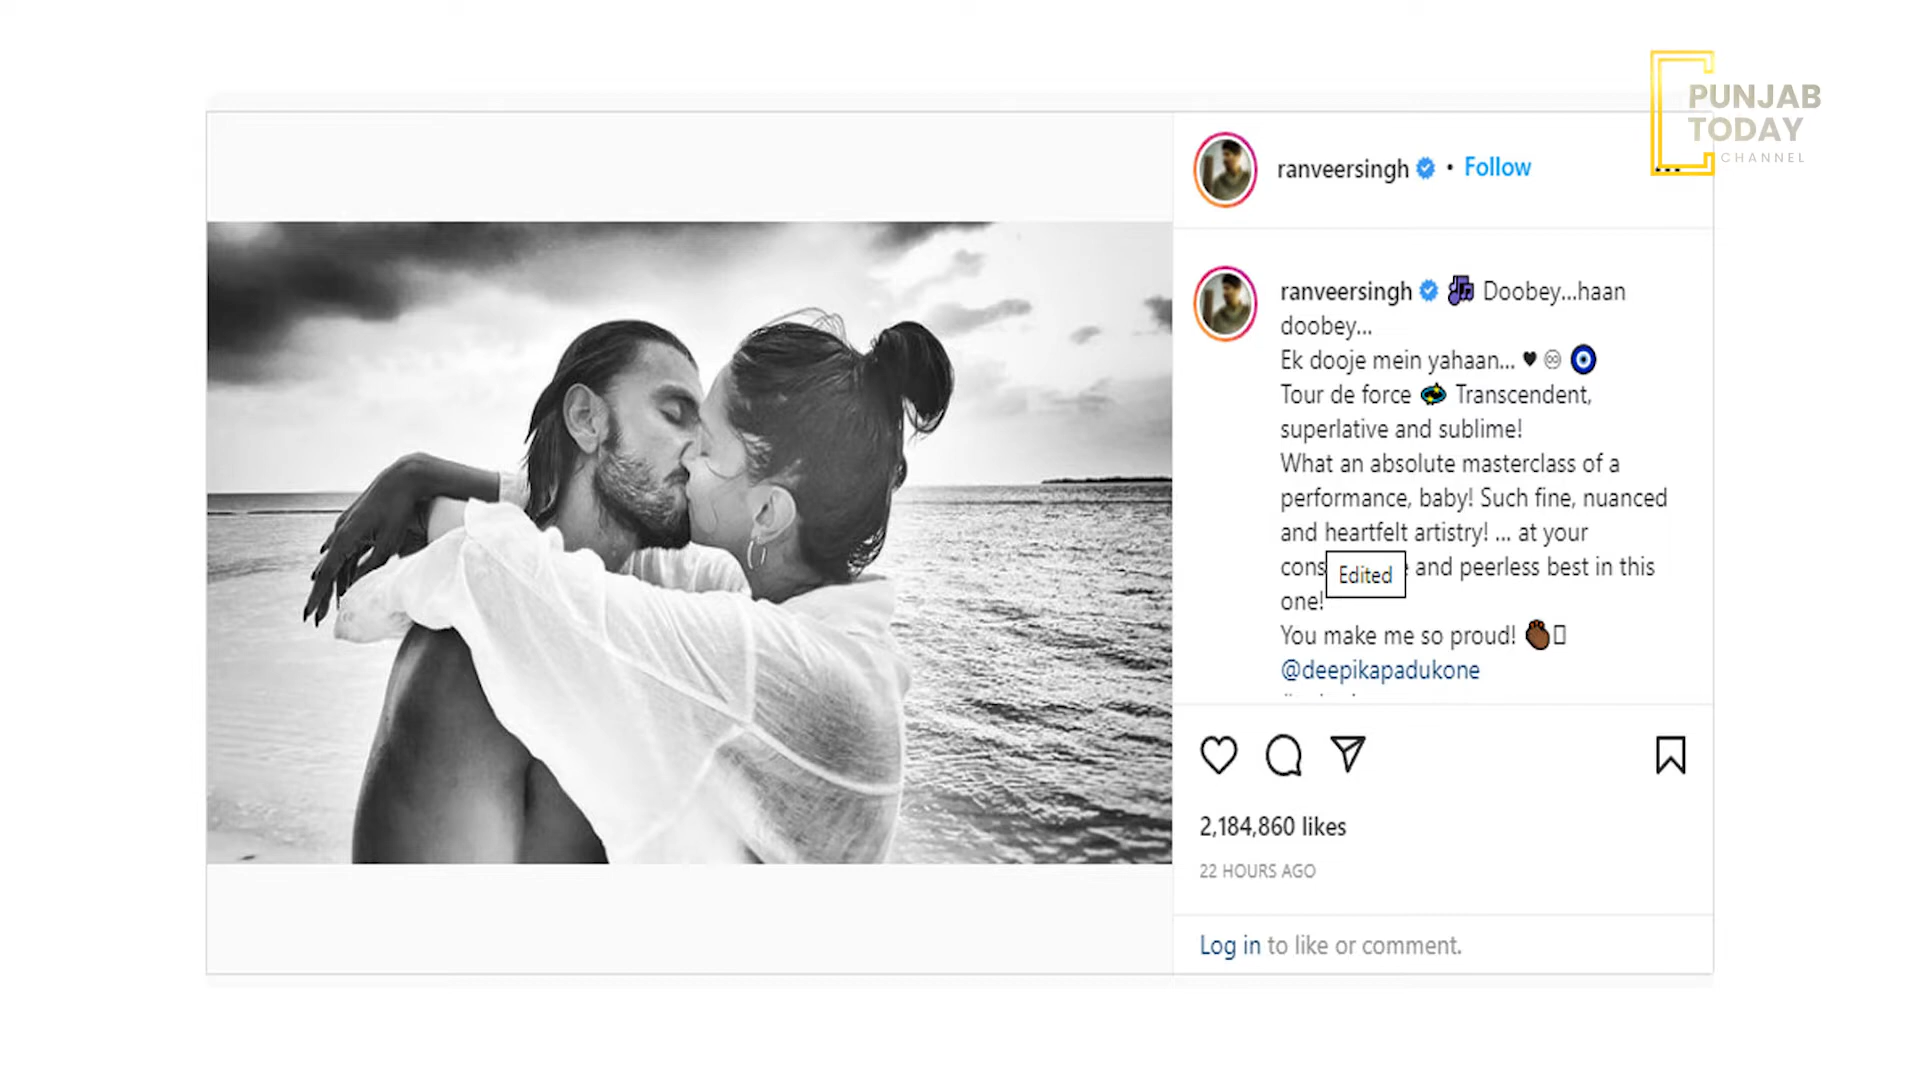 PUNJAB
TODAY
CHANNEL
ranveersingh • Follow
ranveersingh Doobey...haan
doobey...
Ek dooje mein yahaan...
Tour de force Transcendent,
superlative and sublime!
What an absolute masterclass of a
performance, baby! Such fine, nuanced
and heartfelt artistry! ... at your
and peerless best in this
Edited
one!
You make me so proud!
@deepikapadukone
2,184,860 likes
22 HOURS AGO
Log in to like or comment.